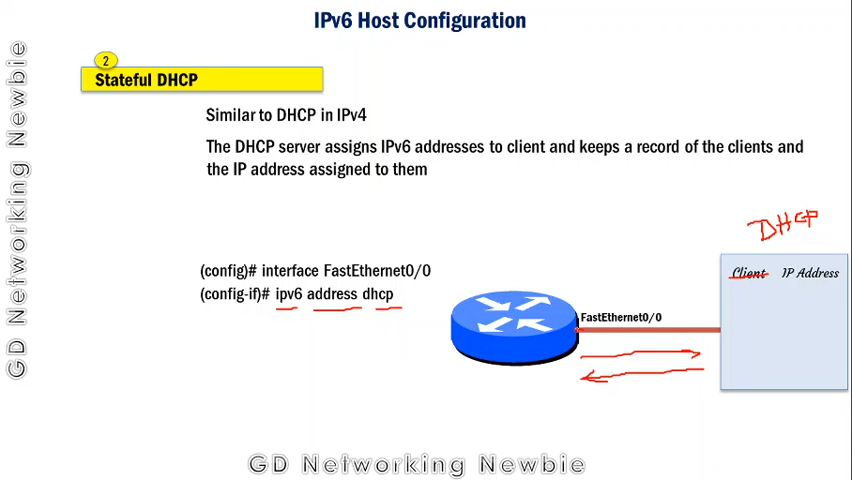 IPv6 Host Configuration
2
Stateful DHCP
Similar to DHCP in IPv4
The DHCP server assigns IPv6 addresses to client and keeps a record of the clients and
the IP address assigned to them
DHCP
Client IP Address
(config)# interface FastEthernet0/0
(config-if)# ipv6 address dhcp
FastEthernet0/0
GD Networking Newbie
GD Networking Newbie